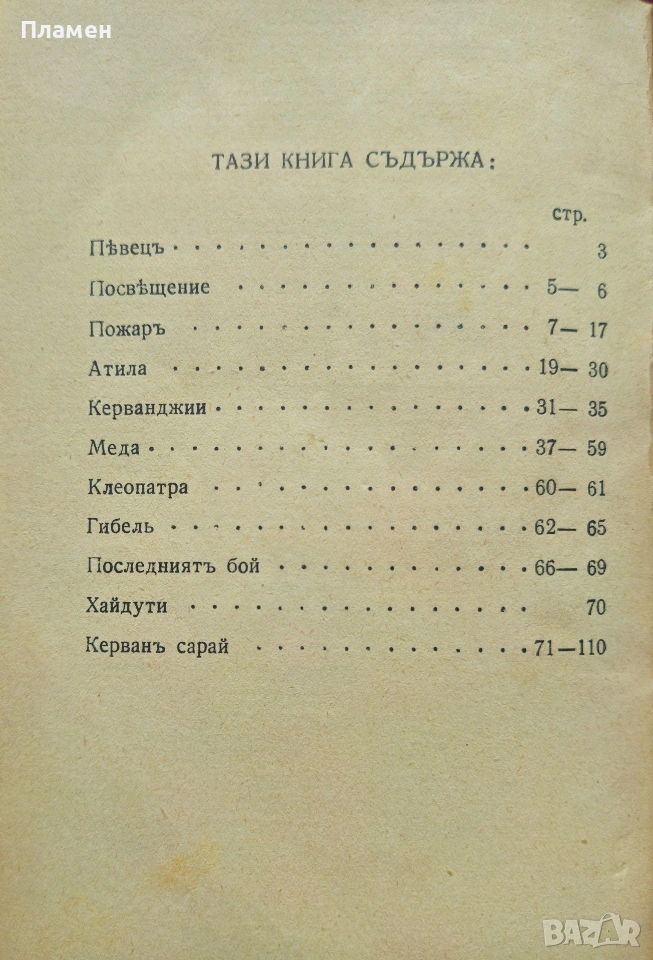 Пламен
ТАЗИ КНИГА СЪДЪРЖА:
стр.
Пѣвецъ 3
Посвѣщение 5— 6
Пожаръ 7— 17
Атила 19— 30
Керванджии 31— 35
Меда 37— 59
Клеопатра 60— 61
Гибель 62— 65
Последниятъ бой 66— 69
Хайдути 70
Керванъ сарай 71—110
BAZAR